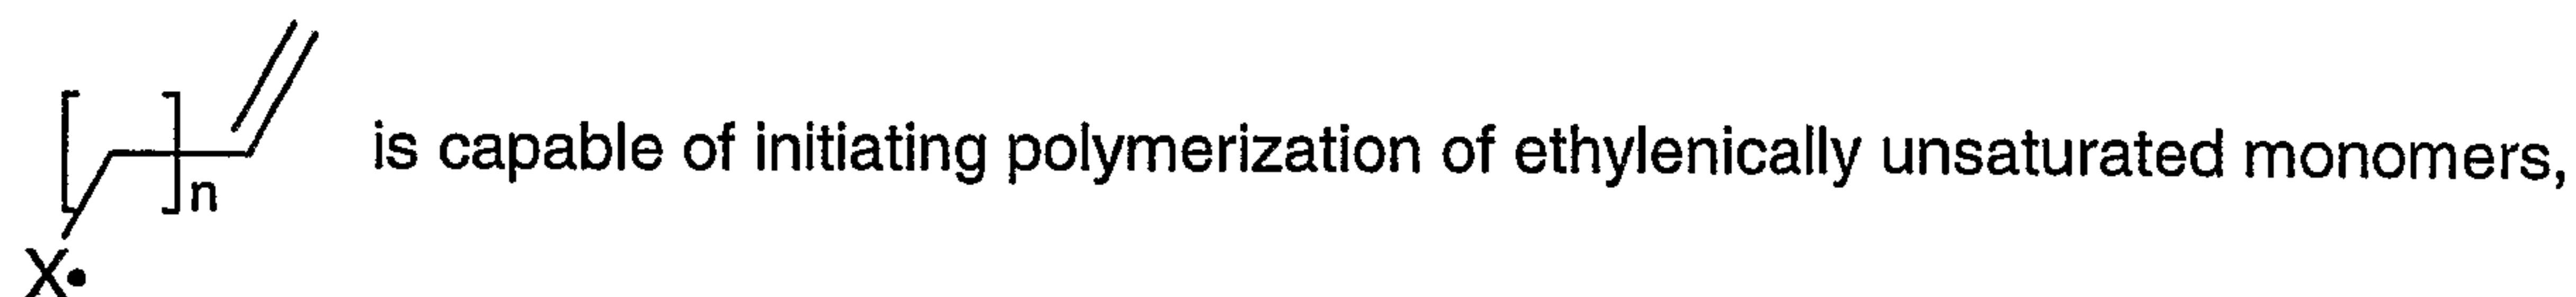 is capable of initiating polymerization of ethylenically unsaturated monomers,
n
X•